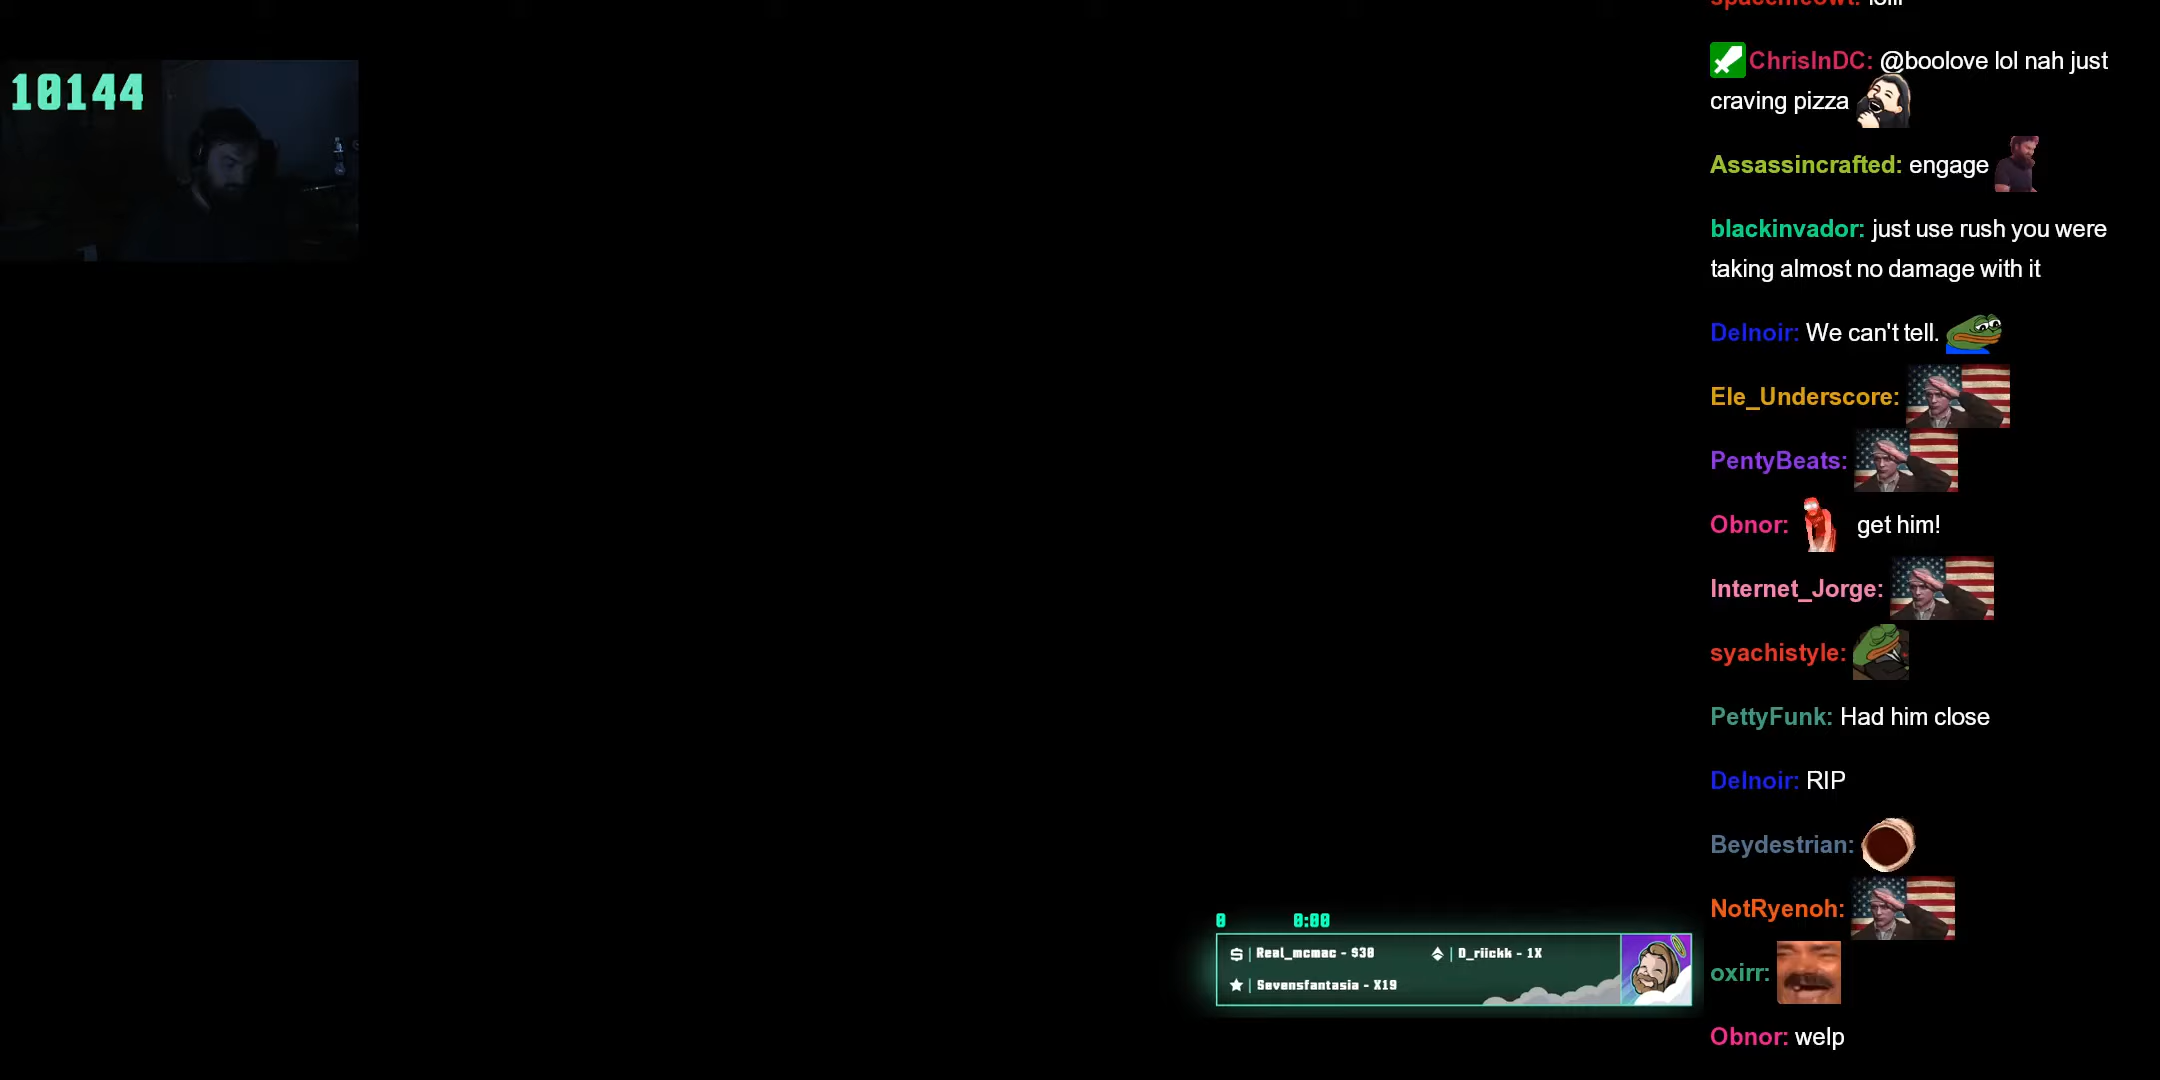 10144
ChrisInDC: @boolove lol nah just
craving pizza
Assassincrafted: engage
blackinvador: just use rush you were
taking almost no damage with it
Delnoir: We can't tell.
Ele_Underscore:
PentyBeats:
Obnor: get him!
Internet_Jorge:
syachistyle:
PettyFunk: Had him close
Delnoir: RIP
Beydestrian:
NotRyenoh:
oxirr:
Obnor: welp
0 0:00
$ | Real_mcmac - $30 | D_riickk - 1X
| Sevensfantasia - X19